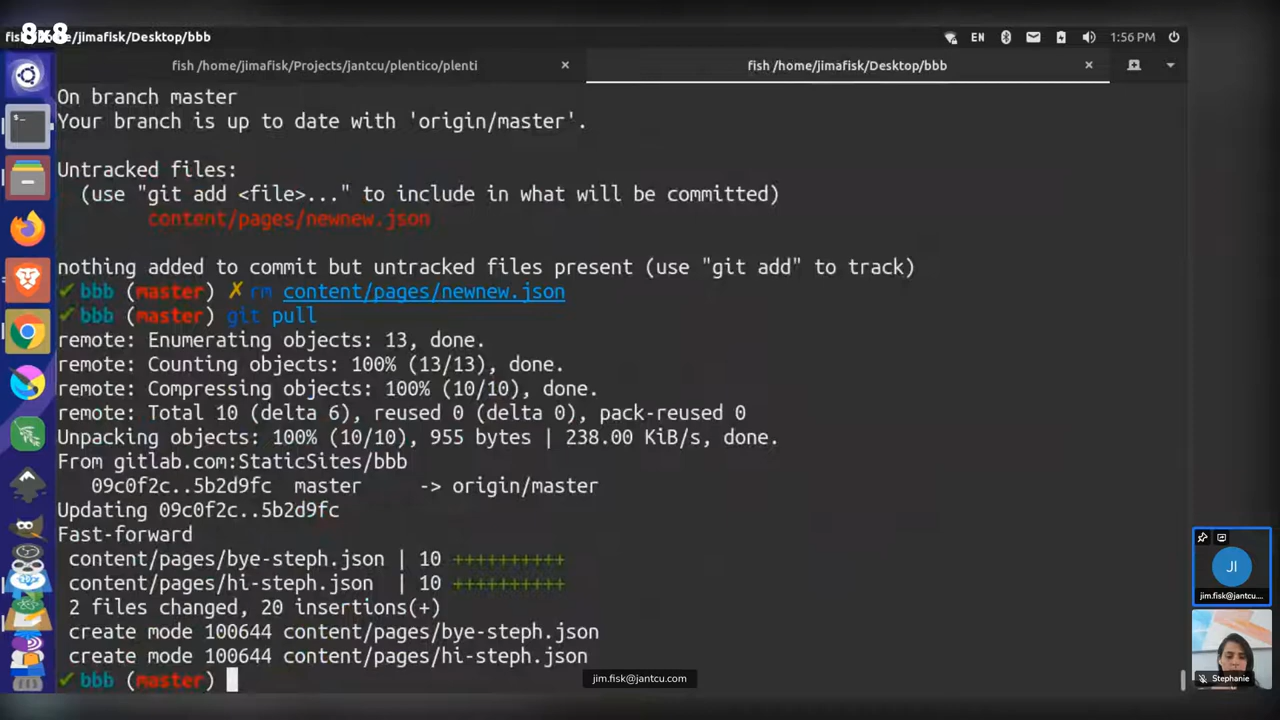 8x8
fish /home/jimafisk/Desktop/bbb
EN
1:56 PM
fish /home/jimafisk/Projects/jantcu/plentico/plenti
fish /home/jimafisk/Desktop/bbb
On branch master
Your branch is up to date with 'origin/master'.
Untracked files:
(use "git add <file>..." to include in what will be committed)
content/pages/newnew.json
nothing added to commit but untracked files present (use "git add" to track)
✔ bbb (master) ✗ rm content/pages/newnew.json
✔ bbb (master) git pull
remote: Enumerating objects: 13, done.
remote: Counting objects: 100% (13/13), done.
remote: Compressing objects: 100% (10/10), done.
remote: Total 10 (delta 6), reused 0 (delta 0), pack-reused 0
Unpacking objects: 100% (10/10), 955 bytes | 238.00 KiB/s, done.
From gitlab.com:StaticSites/bbb
09c0f2c..5b2d9fc master -> origin/master
Updating 09c0f2c..5b2d9fc
Fast-forward
content/pages/bye-steph.json | 10 ++++++++++
content/pages/hi-steph.json | 10 ++++++++++
2 files changed, 20 insertions(+)
create mode 100644 content/pages/bye-steph.json
create mode 100644 content/pages/hi-steph.json
✔ bbb (master)
jim.fisk@jantcu.com
JI
jim.fisk@jantcu....
Stephanie